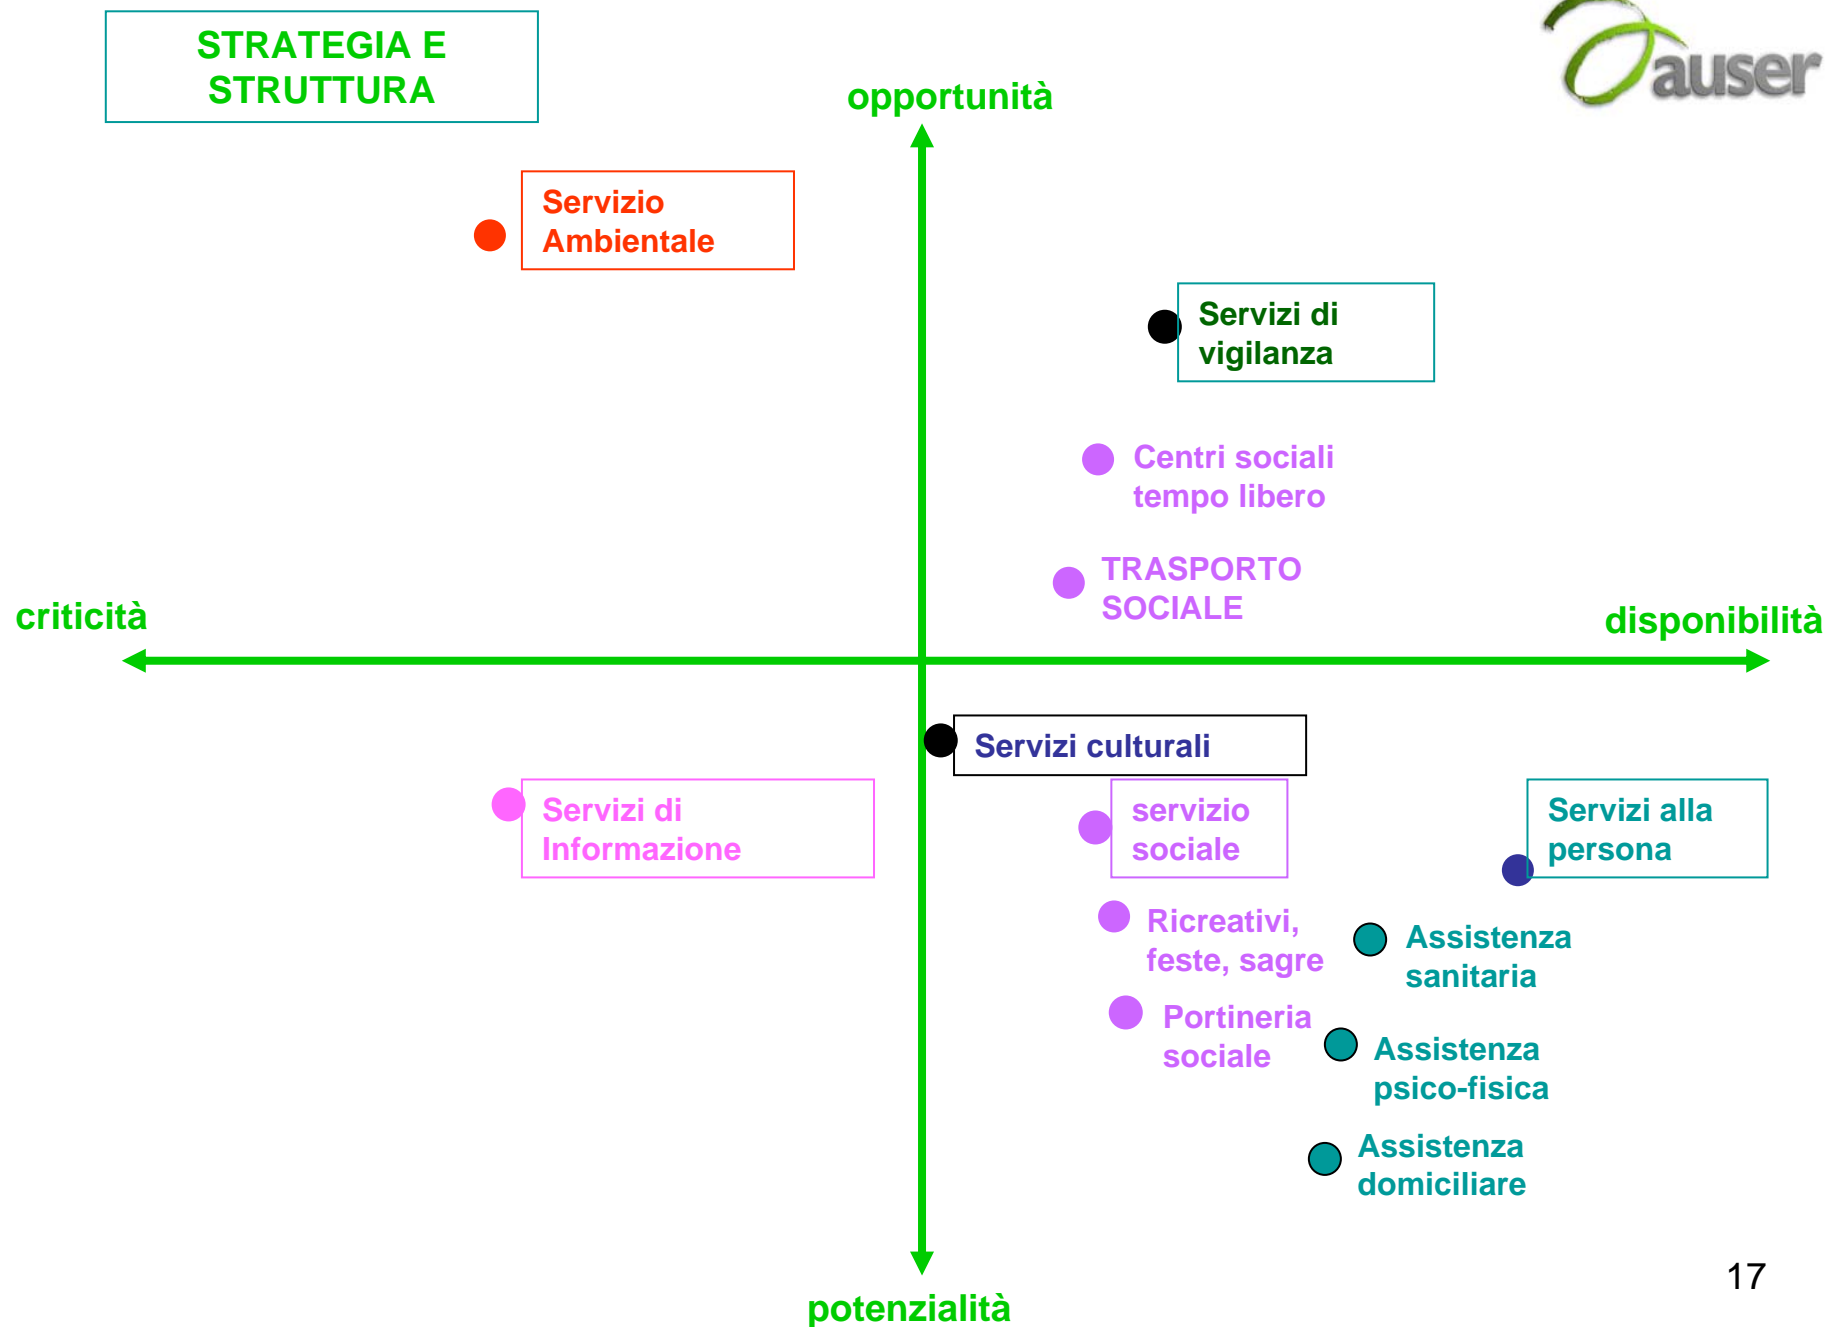 STRATEGIA E
STRUTTURA
auser
opportunità
Servizio
Ambientale
Servizi di
vigilanza
Centri sociali
tempo libero
TRASPORTO
SOCIALE
criticità
disponibilità
Servizi culturali
Servizi di
Informazione
servizio
sociale
Servizi alla
persona
Ricreativi,
feste, sagre
Assistenza
sanitaria
Portineria
sociale
Assistenza
psico-fisica
Assistenza
domiciliare
17
potenzialità